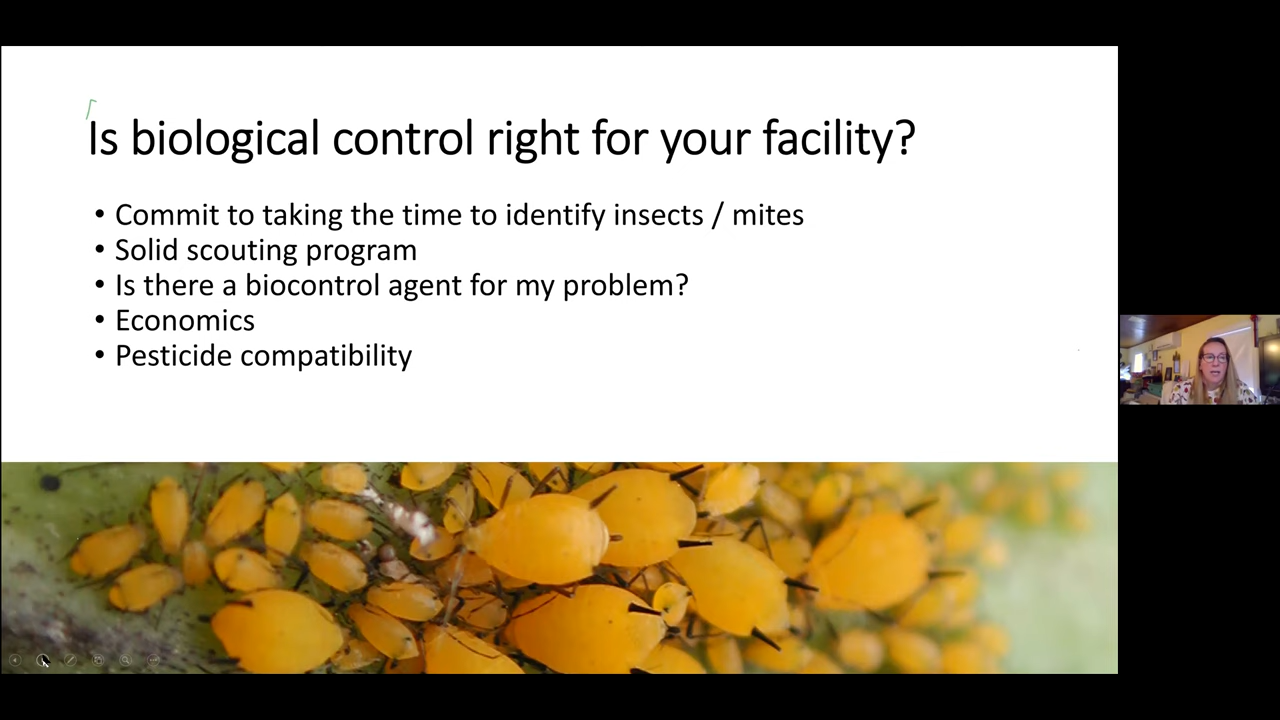 Is biological control right for your facility?
• Commit to taking the time to identify insects / mites
• Solid scouting program
• Is there a biocontrol agent for my problem?
• Economics
• Pesticide compatibility